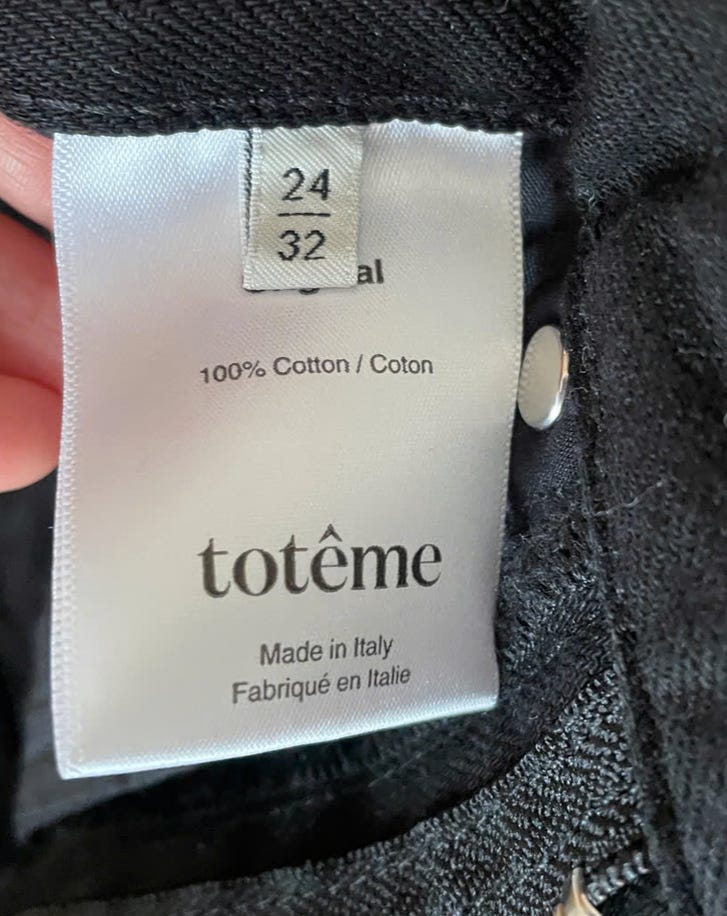 24
32
100% Cotton / Coton
totême
Made in Italy
Fabriqué en Italie